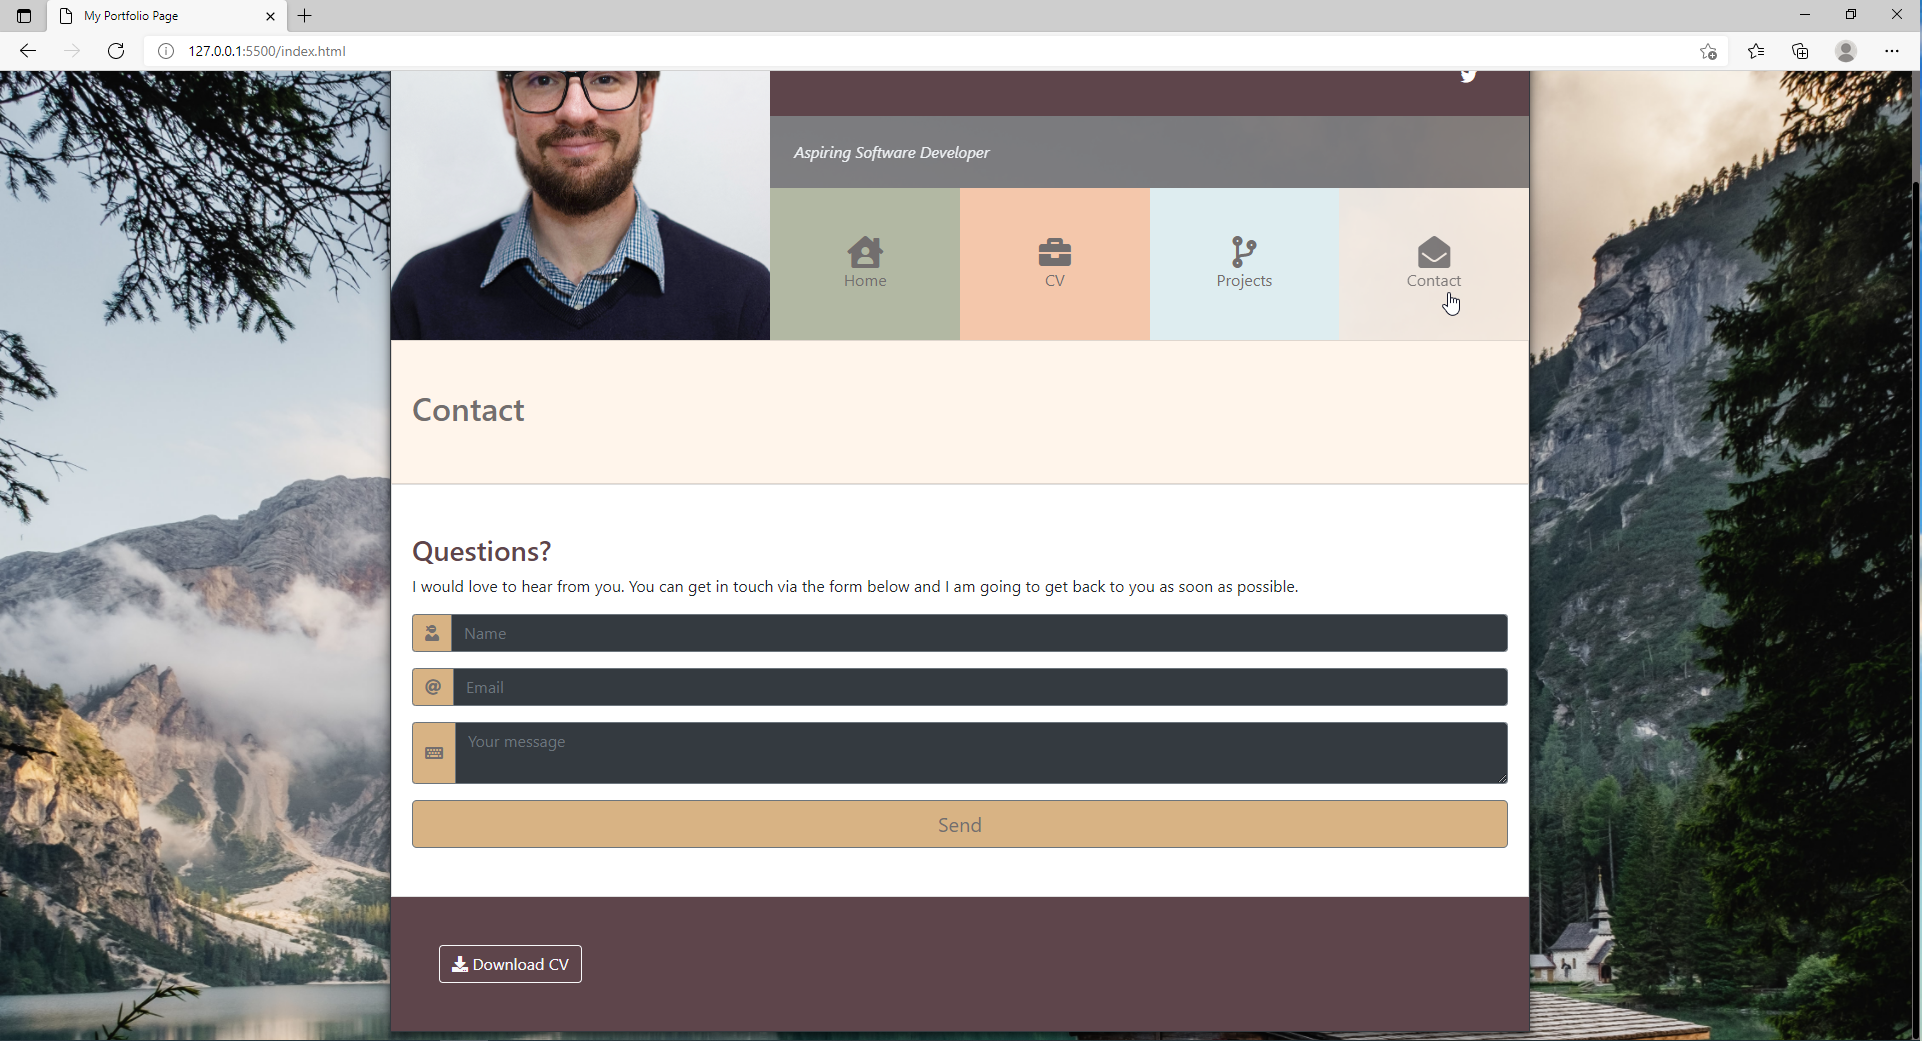 My Portfolio Page
127.0.0.1:5500/index.html
Aspiring Software Developer
Home
CV
Projects
Contact
Contact
Questions?
I would love to hear from you. You can get in touch via the form below and I am going to get back to you as soon as possible.
Name
@
Email
Your message
Send
Download CV